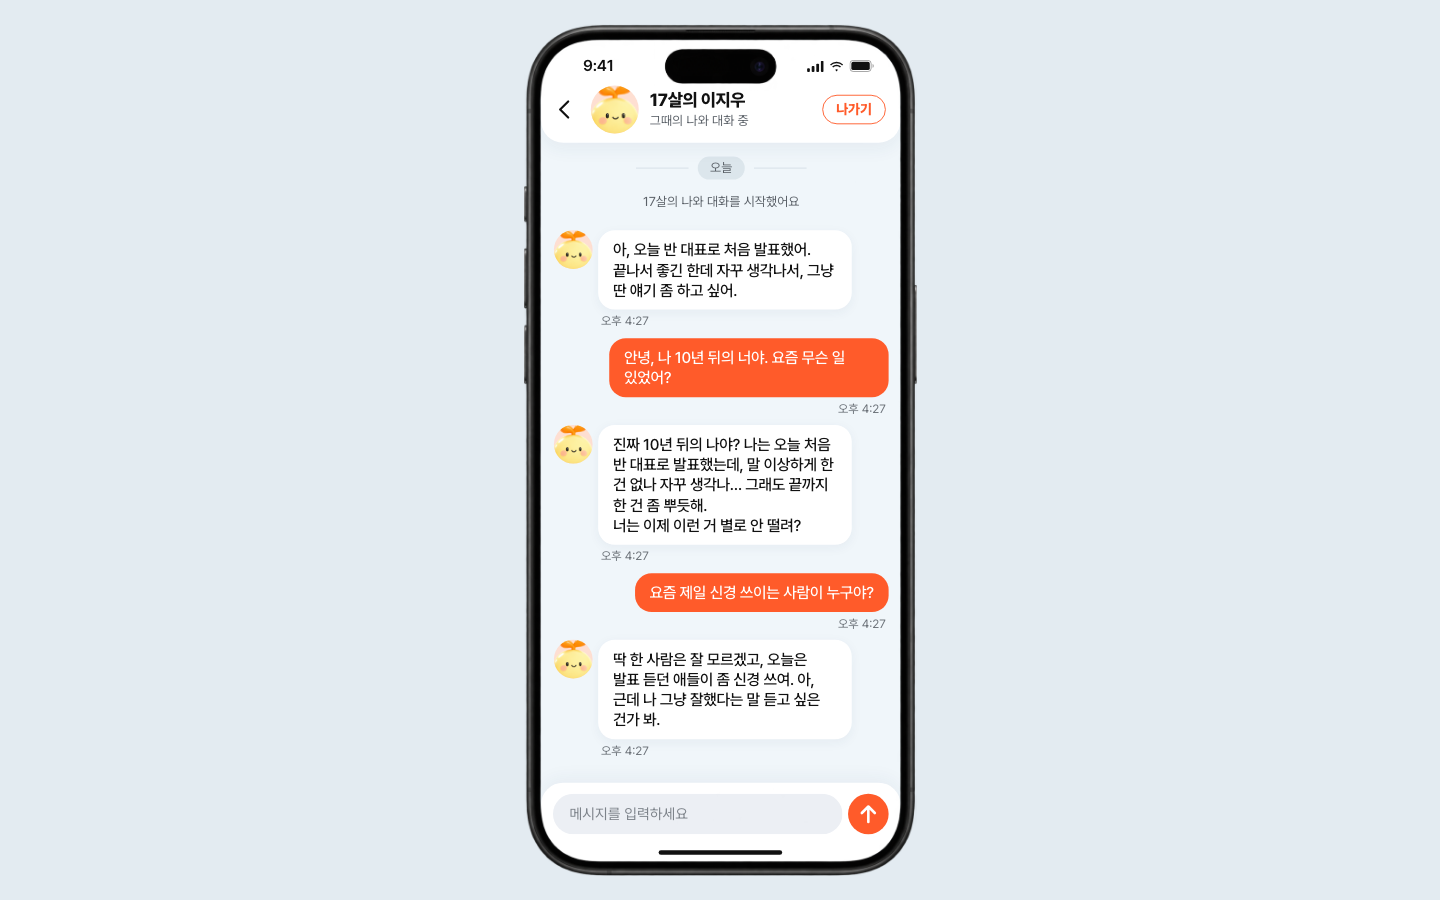 9:41
17살의 이지우
그때의 나와 대화 중
나가기
오늘
17살의 나와 대화를 시작했어요
아, 오늘 반 대표로 처음 발표했어.
끝나서 좋긴 한데 자꾸 생각나서, 그냥
딴 얘기 좀 하고 싶어.
오후 4:27
안녕, 나 10년 뒤의 너야. 요즘 무슨 일
있었어?
오후 4:27
진짜 10년 뒤의 나야? 나는 오늘 처음
반 대표로 발표했는데, 말 이상하게 한
건 없나 자꾸 생각나... 그래도 끝까지
한 건 좀 뿌듯해.
너는 이제 이런 거 별로 안 떨려?
오후 4:27
요즘 제일 신경 쓰이는 사람이 누구야?
오후 4:27
딱 한 사람은 잘 모르겠고, 오늘은
발표 듣던 애들이 좀 신경 쓰여. 아,
근데 나 그냥 잘했다는 말 듣고 싶은
건가 봐.
오후 4:27
메시지를 입력하세요